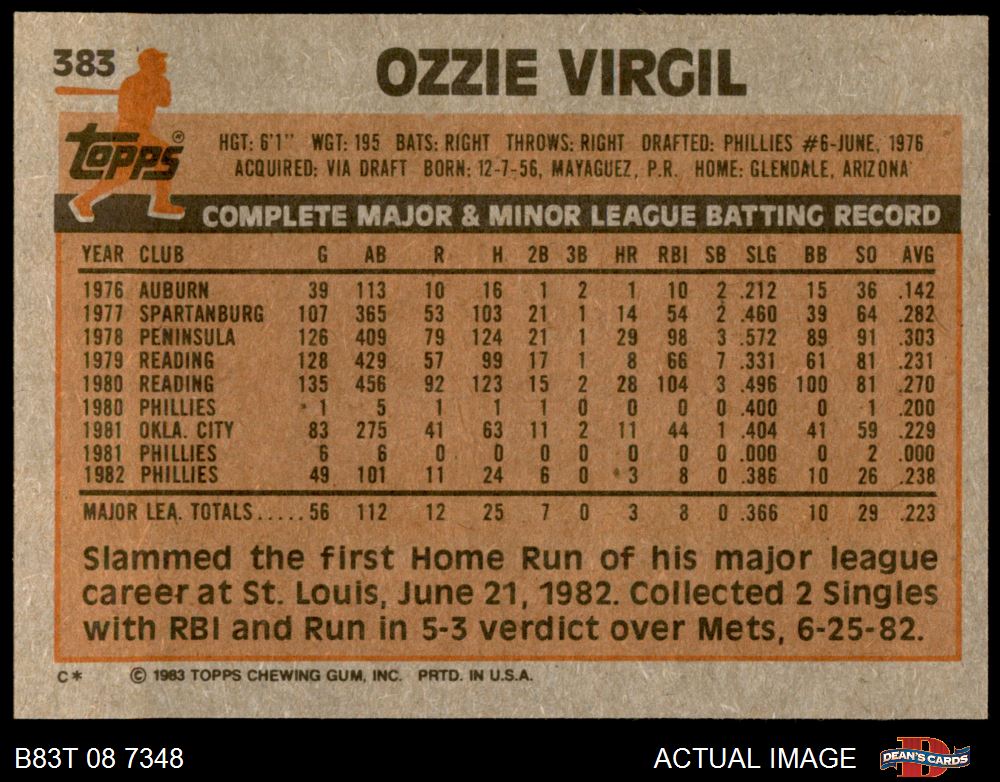 383
OZZIE VIRGIL
topps®
HGT: 6'1" WGT: 195 BATS: RIGHT THROWS: RIGHT DRAFTED: PHILLIES #6-JUNE, 1976
ACQUIRED: VIA DRAFT BORN: 12-7-56, MAYAGUEZ, P.R. HOME: GLENDALE, ARIZONA
COMPLETE MAJOR & MINOR LEAGUE BATTING RECORD
YEAR CLUB G AB R H 2B 3B HR RBI SB SLG BB SO AVG
1976 AUBURN 39 113 10 16 1 2 1 10 2 .212 15 36 .142
1977 SPARTANBURG 107 365 53 103 21 1 14 54 2 .460 39 64 .282
1978 PENINSULA 126 409 79 124 21 1 29 98 3 .572 89 91 .303
1979 READING 128 429 57 99 17 1 8 66 7 .331 61 81 .231
1980 READING 135 456 92 123 15 2 28 104 3 .496 100 81 .270
1980 PHILLIES 1 5 1 1 1 0 0 0 0 .400 0 1 .200
1981 OKLA. CITY 83 275 41 63 11 2 11 44 1 .404 41 59 .229
1981 PHILLIES 6 6 0 0 0 0 0 0 0 .000 0 2 .000
1982 PHILLIES 49 101 11 24 6 0 3 8 0 .386 10 26 .238
MAJOR LEA. TOTALS.....56 112 12 25 7 0 3 8 0 .366 10 29 .223
Slammed the first Home Run of his major league
career at St. Louis, June 21, 1982. Collected 2 Singles
with RBI and Run in 5-3 verdict over Mets, 6-25-82.
C* © 1983 TOPPS CHEWING GUM, INC. PRTD. IN U.S.A.
B83T 08 7348
ACTUAL IMAGE
D DEAN'S CARDS